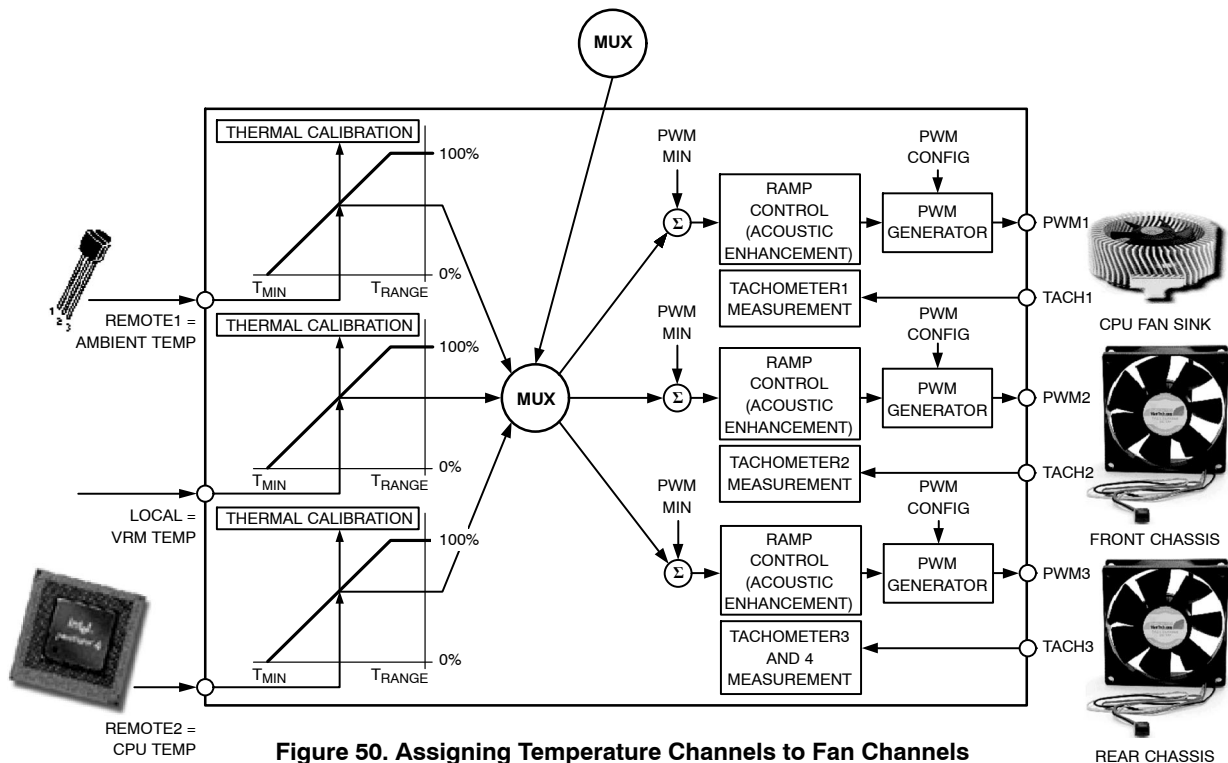 MUX
THERMAL CALIBRATION
100%
0%
TMIN
TRANGE
1
2
3
REMOTE1 =
AMBIENT TEMP
THERMAL CALIBRATION
100%
0%
TMIN
TRANGE
LOCAL =
VRM TEMP
THERMAL CALIBRATION
100%
0%
TMIN
TRANGE
intel
REMOTE2 =
CPU TEMP
MUX
PWM
MIN
Σ
RAMP
CONTROL
(ACOUSTIC
ENHANCEMENT)
PWM
CONFIG
PWM
GENERATOR
PWM1
TACHOMETER1
MEASUREMENT
TACH1
CPU FAN SINK
PWM
MIN
Σ
RAMP
CONTROL
(ACOUSTIC
ENHANCEMENT)
PWM
CONFIG
PWM
GENERATOR
PWM2
TACHOMETER2
MEASUREMENT
TACH2
FRONT CHASSIS
PWM
MIN
Σ
RAMP
CONTROL
(ACOUSTIC
ENHANCEMENT)
PWM
CONFIG
PWM
GENERATOR
PWM3
TACHOMETER3
AND 4
MEASUREMENT
TACH3
REAR CHASSIS
Figure 50. Assigning Temperature Channels to Fan Channels